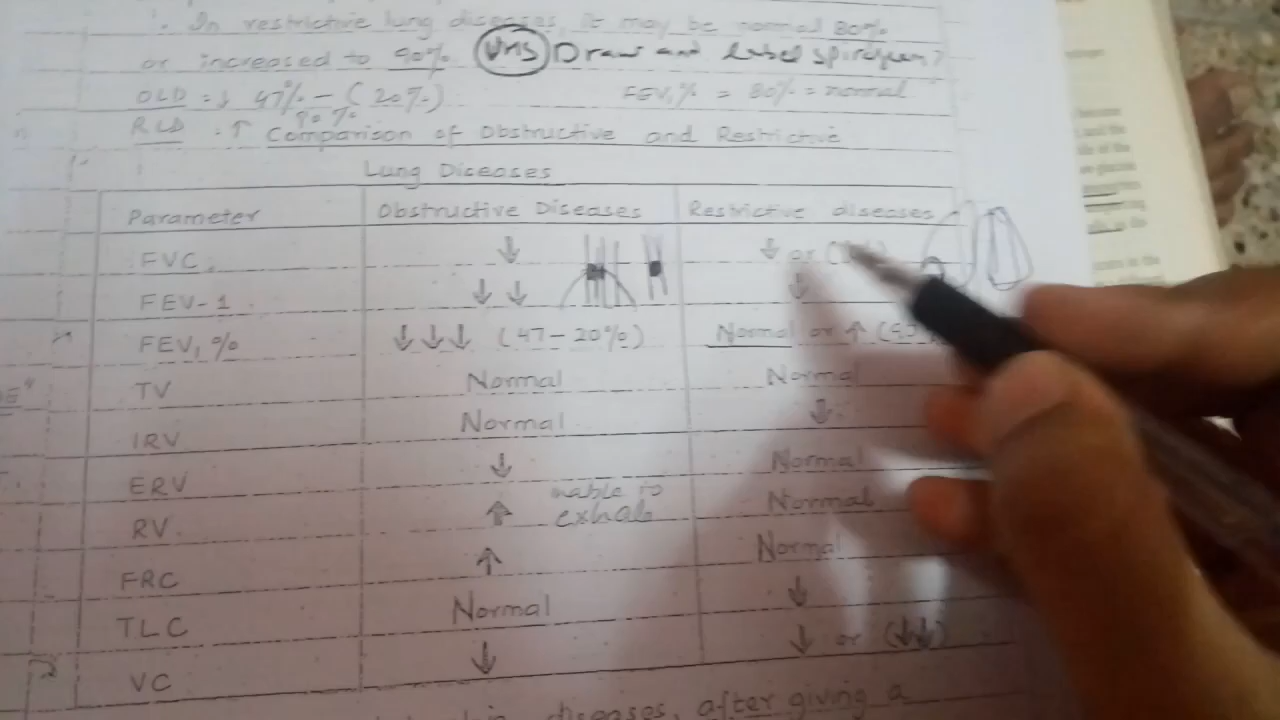 ∴ In restrictive lung diseases, it may be normal 80%
or increased to 90% VMS Draw and label spirogram?
OLD = ↓ 47% - (20%) FEV₁% = 80% = normal
90%
RLD = ↑ Comparison of Obstructive and Restrictive
Lung Diseases
Parameter Obstructive Diseases Restrictive diseases
FVC ↓ ↓ or
FEV-1 ↓↓ ↓
FEV₁% ↓↓↓ (47-20%) Normal or ↑
TV Normal Normal
IRV Normal ↓
ERV ↓ Normal
RV ↑ unable to exhale Normal
FRC ↑ Normal
TLC Normal ↓
VC ↓ ↓ or (↓↓)
diseases, after giving a